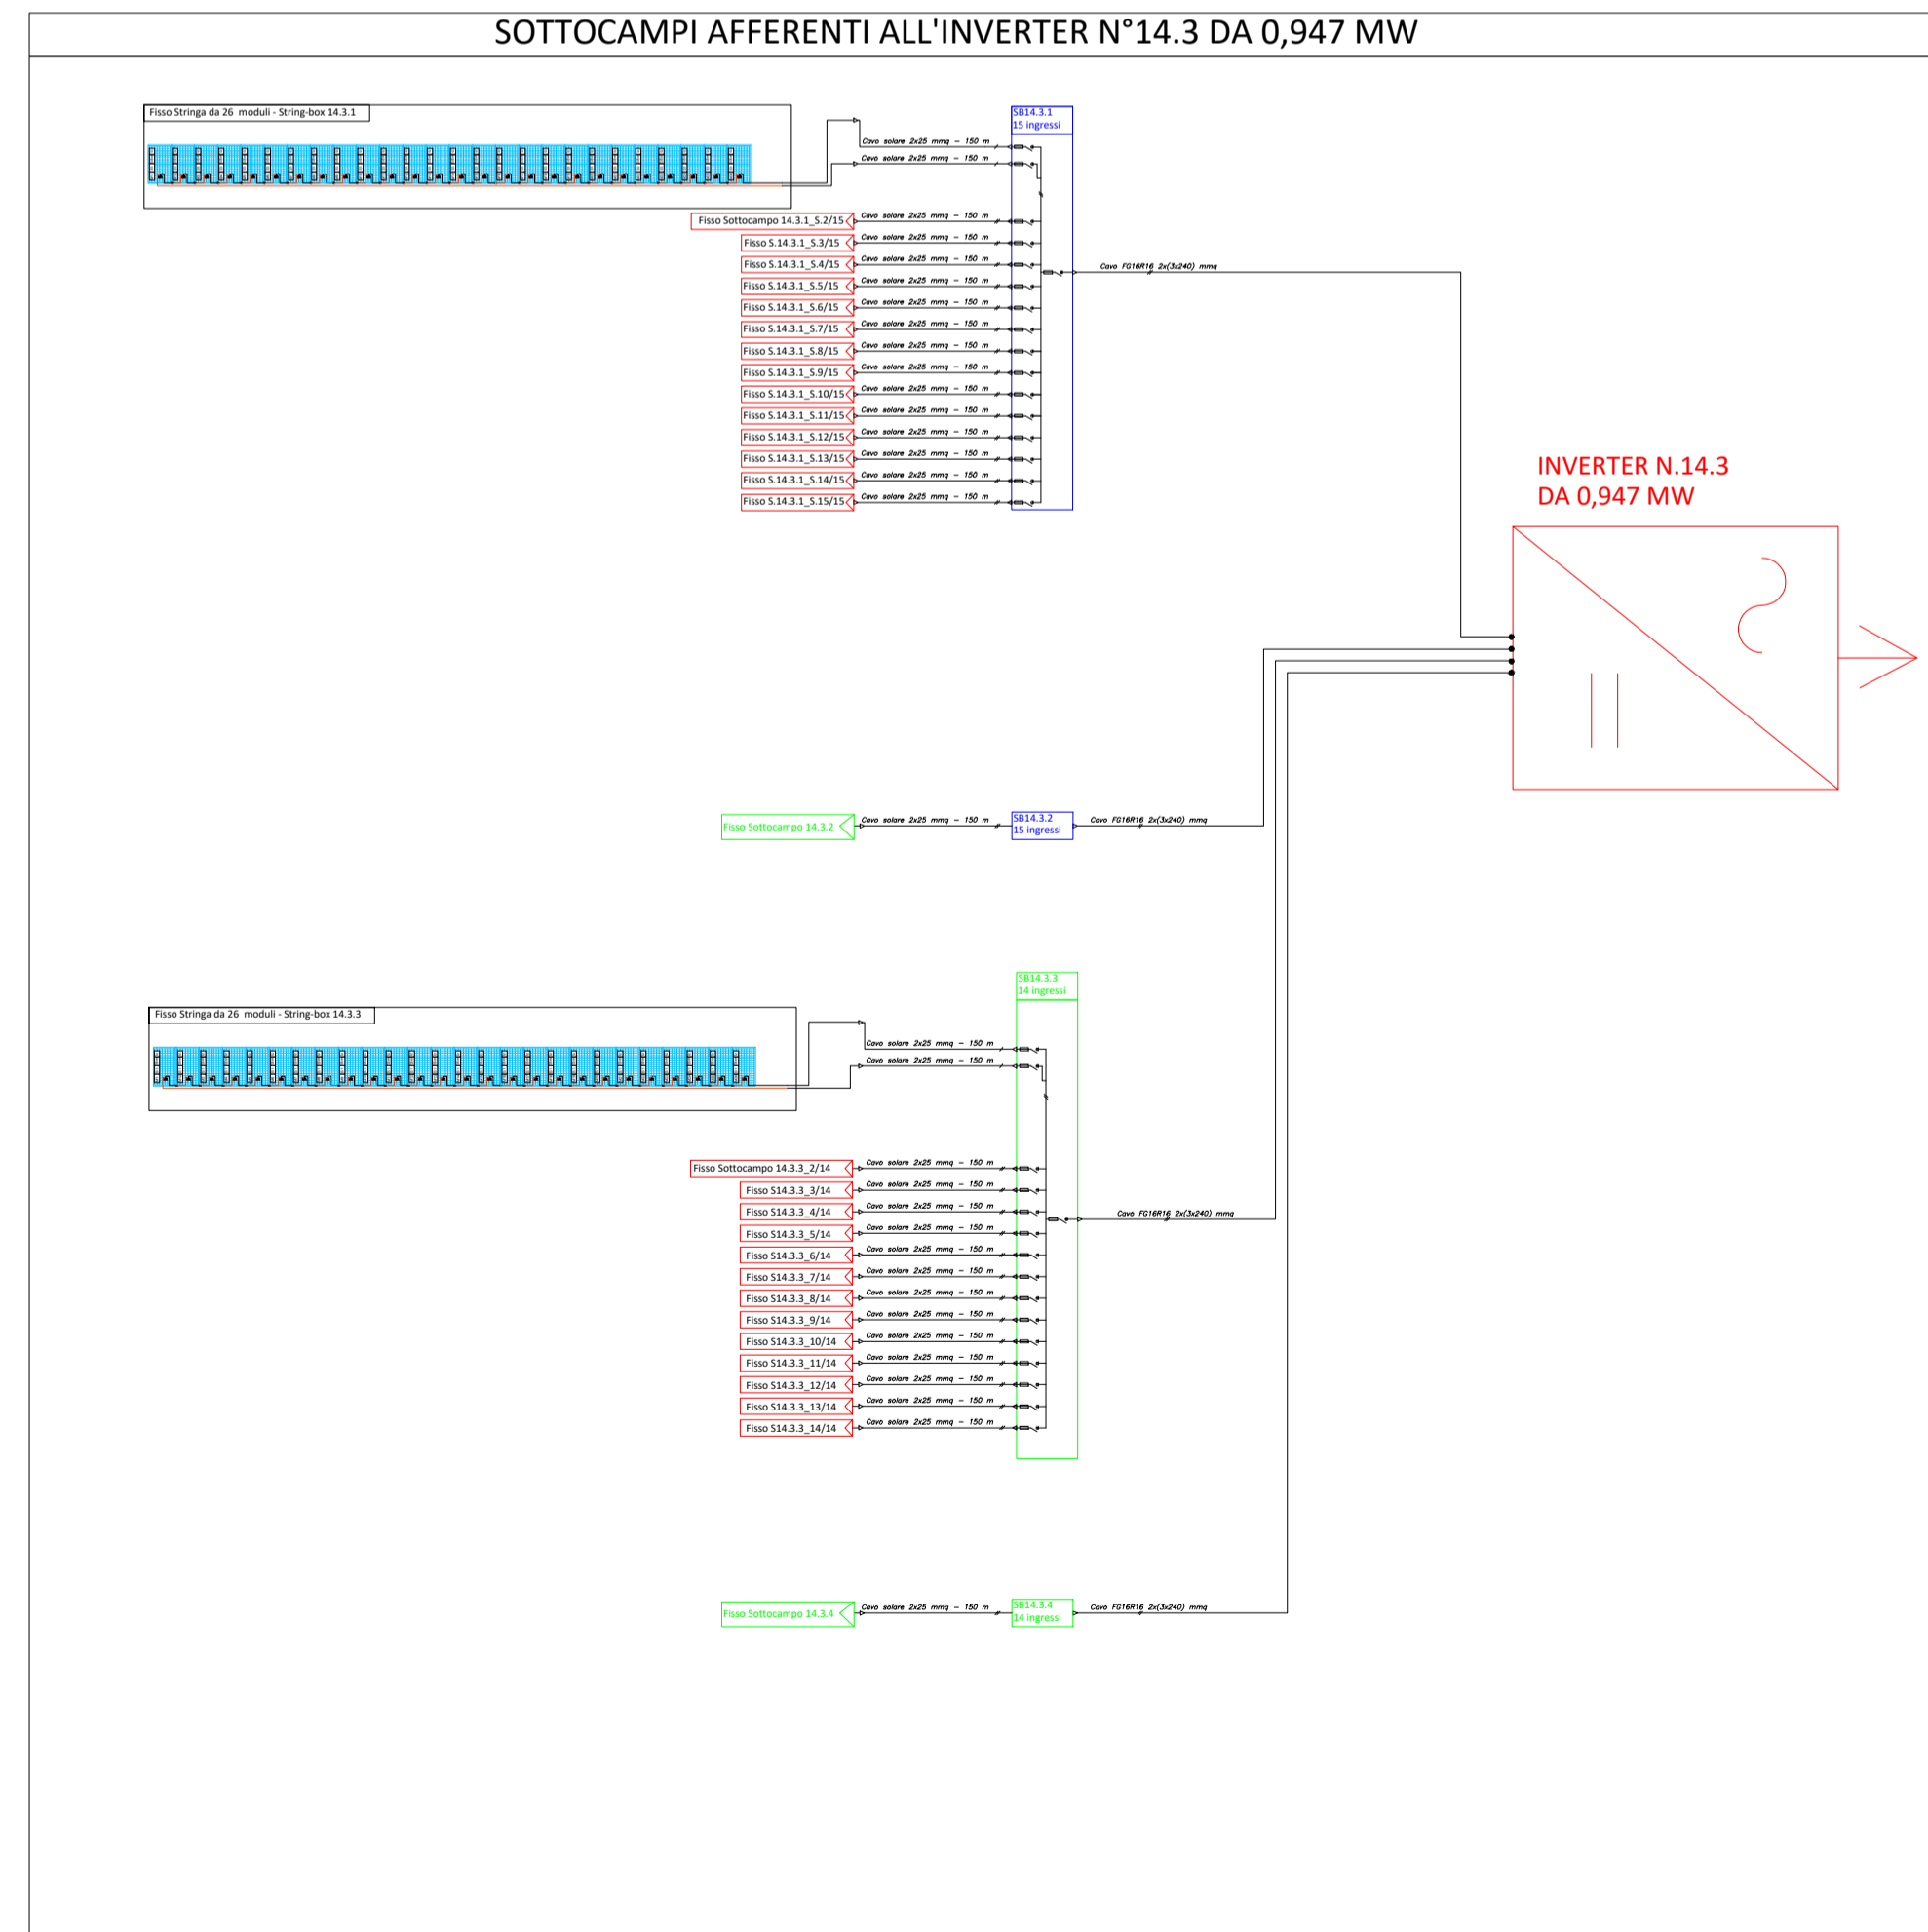 SOTTOCAMPI AFFERENTI ALL'INVERTER N°14.3 DA 0,947 MW
Fisso Stringa da 26 moduli - String-box 14.3.1
SB14.3.1
15 ingressi
Cavo solare 2x25 mmq - 150 m
Cavo solare 2x25 mmq - 150 m
Fisso Sottocampo 14.3.1_S.2/15 Cavo solare 2x25 mmq - 150 m
Fisso S.14.3.1_S.3/15 Cavo solare 2x25 mmq - 150 m
Fisso S.14.3.1_S.4/15 Cavo solare 2x25 mmq - 150 m
Cavo FG16R16 2x(3x240) mmq
Fisso S.14.3.1_S.5/15 Cavo solare 2x25 mmq - 150 m
Fisso S.14.3.1_S.6/15 Cavo solare 2x25 mmq - 150 m
Fisso S.14.3.1_S.7/15 Cavo solare 2x25 mmq - 150 m
Fisso S.14.3.1_S.8/15 Cavo solare 2x25 mmq - 150 m
Fisso S.14.3.1_S.9/15 Cavo solare 2x25 mmq - 150 m
Fisso S.14.3.1_S.10/15 Cavo solare 2x25 mmq - 150 m
Fisso S.14.3.1_S.11/15 Cavo solare 2x25 mmq - 150 m
Fisso S.14.3.1_S.12/15 Cavo solare 2x25 mmq - 150 m
Fisso S.14.3.1_S.13/15 Cavo solare 2x25 mmq - 150 m
Fisso S.14.3.1_S.14/15 Cavo solare 2x25 mmq - 150 m
Fisso S.14.3.1_S.15/15 Cavo solare 2x25 mmq - 150 m
INVERTER N.14.3
DA 0,947 MW
Fisso Sottocampo 14.3.2 Cavo solare 2x25 mmq - 150 m
SB14.3.2
15 ingressi
Cavo FG16R16 2x(3x240) mmq
SB14.3.3
14 ingressi
Fisso Stringa da 26 moduli - String-box 14.3.3
Cavo solare 2x25 mmq - 150 m
Cavo solare 2x25 mmq - 150 m
Fisso Sottocampo 14.3.3_2/14 Cavo solare 2x25 mmq - 150 m
Fisso S14.3.3_3/14 Cavo solare 2x25 mmq - 150 m
Fisso S14.3.3_4/14 Cavo solare 2x25 mmq - 150 m
Cavo FG16R16 2x(3x240) mmq
Fisso S14.3.3_5/14 Cavo solare 2x25 mmq - 150 m
Fisso S14.3.3_6/14 Cavo solare 2x25 mmq - 150 m
Fisso S14.3.3_7/14 Cavo solare 2x25 mmq - 150 m
Fisso S14.3.3_8/14 Cavo solare 2x25 mmq - 150 m
Fisso S14.3.3_9/14 Cavo solare 2x25 mmq - 150 m
Fisso S14.3.3_10/14 Cavo solare 2x25 mmq - 150 m
Fisso S14.3.3_11/14 Cavo solare 2x25 mmq - 150 m
Fisso S14.3.3_12/14 Cavo solare 2x25 mmq - 150 m
Fisso S14.3.3_13/14 Cavo solare 2x25 mmq - 150 m
Fisso S14.3.3_14/14 Cavo solare 2x25 mmq - 150 m
Fisso Sottocampo 14.3.4 Cavo solare 2x25 mmq - 150 m
SB14.3.4
14 ingressi
Cavo FG16R16 2x(3x240) mmq